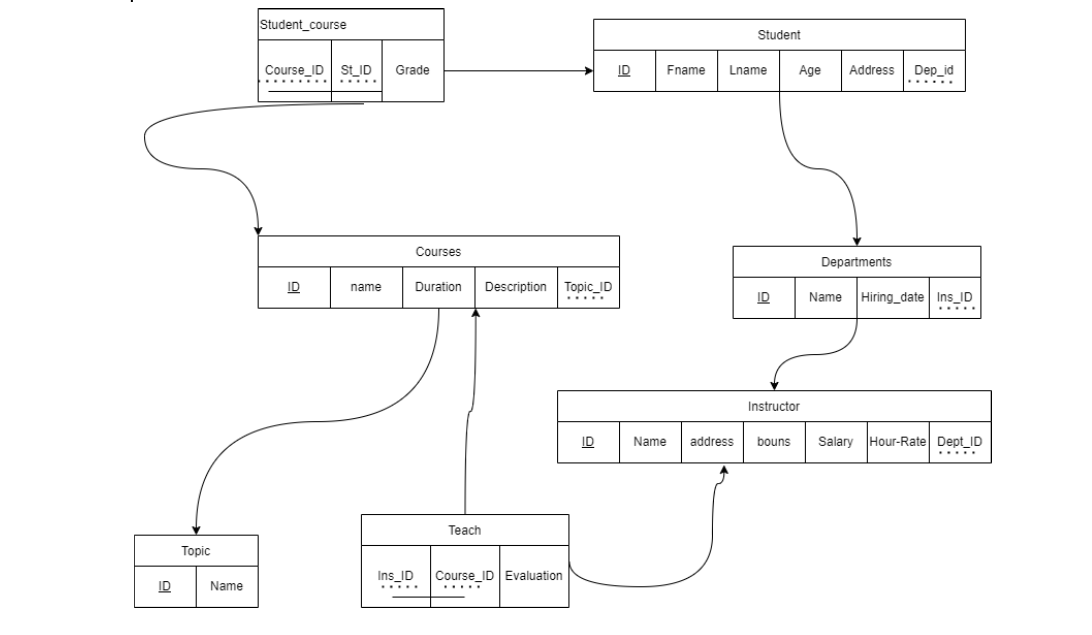 Student_course
Course_ID St_ID Grade
Student
ID Fname Lname Age Address Dep_id
Courses
ID name Duration Description Topic_ID
Departments
ID Name Hiring_date Ins_ID
Instructor
ID Name address bouns Salary Hour-Rate Dept_ID
Topic
ID Name
Teach
Ins_ID Course_ID Evaluation